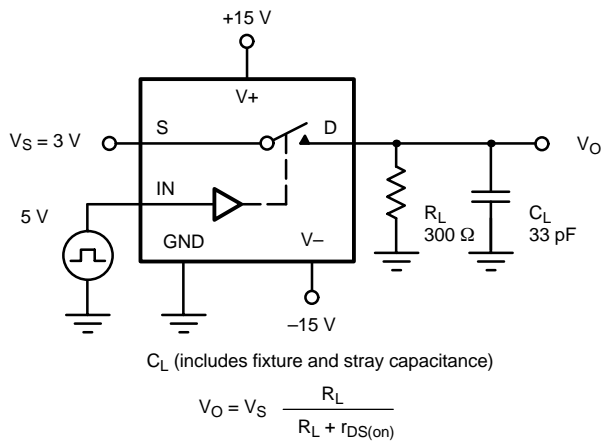 +15 V
V+
S
D
V_S = 3 V
V_O
IN
5 V
R_L
300 Ω
C_L
33 pF
GND
V–
–15 V
C_L (includes fixture and stray capacitance)
V_O = V_S R_L
R_L + r_DS(on)